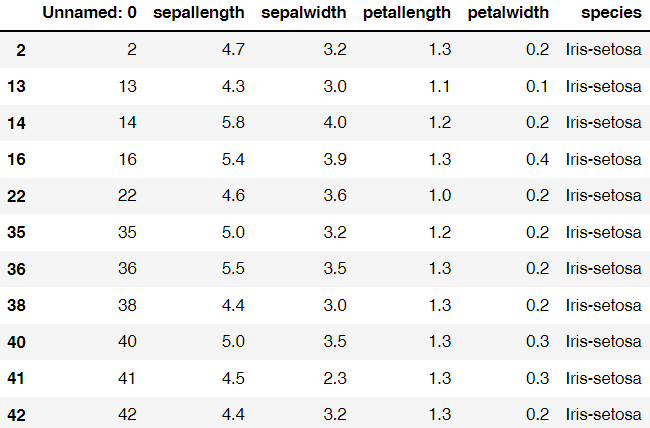 Unnamed: 0 sepallength sepalwidth petallength petalwidth species
2 2 4.7 3.2 1.3 0.2 Iris-setosa
13 13 4.3 3.0 1.1 0.1 Iris-setosa
14 14 5.8 4.0 1.2 0.2 Iris-setosa
16 16 5.4 3.9 1.3 0.4 Iris-setosa
22 22 4.6 3.6 1.0 0.2 Iris-setosa
35 35 5.0 3.2 1.2 0.2 Iris-setosa
36 36 5.5 3.5 1.3 0.2 Iris-setosa
38 38 4.4 3.0 1.3 0.2 Iris-setosa
40 40 5.0 3.5 1.3 0.3 Iris-setosa
41 41 4.5 2.3 1.3 0.3 Iris-setosa
42 42 4.4 3.2 1.3 0.2 Iris-setosa